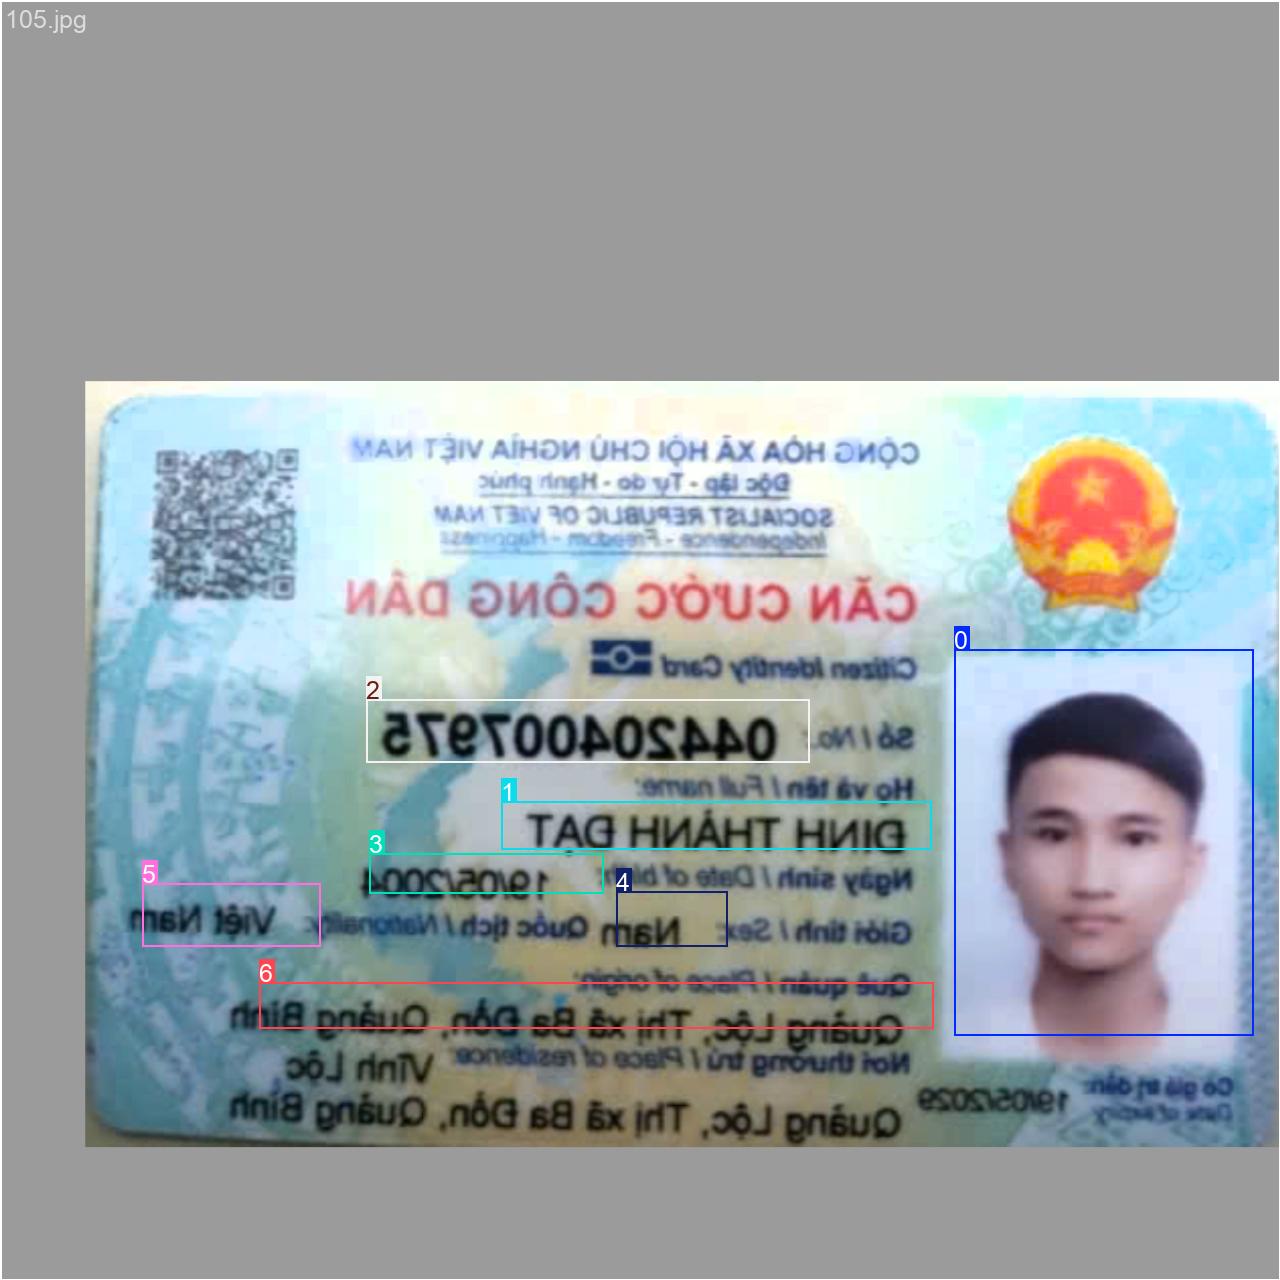 105.jpg
CỘNG HÒA XÃ HỘI CHỦ NGHĨA VIỆT NAM
Độc lập - Tự do - Hạnh phúc
SOCIALIST REPUBLIC OF VIET NAM
Independence - Freedom - Happiness
CĂN CƯỚC CÔNG DÂN
Citizen Identity Card
0
2
Số / No.: 044204007975
Họ và tên / Full name:
1
ĐINH THÀNH ĐẠT
3
Ngày sinh / Date of birth: 19/05/2004
4
5
Giới tính / Sex: Nam Quốc tịch / Nationality: Việt Nam
Quê quán / Place of origin:
6
Quảng Lộc, Thị xã Ba Đồn, Quảng Bình
Nơi thường trú / Place of residence: Vĩnh Lộc
Quảng Lộc, Thị xã Ba Đồn, Quảng Bình
Có giá trị đến: 19/05/2029
Date of expiry